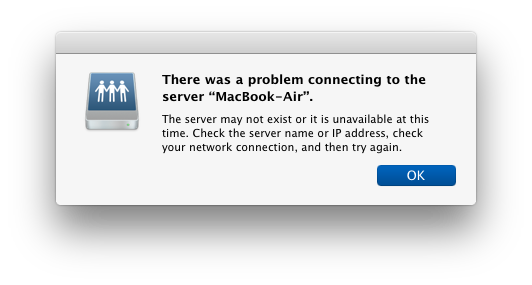 There was a problem connecting to the
server “MacBook-Air”.
The server may not exist or it is unavailable at this
time. Check the server name or IP address, check
your network connection, and then try again.
OK